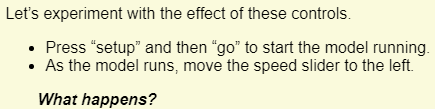 Let's experiment with the effect of these controls.
• Press “setup” and then “go” to start the model running.
• As the model runs, move the speed slider to the left.
What happens?